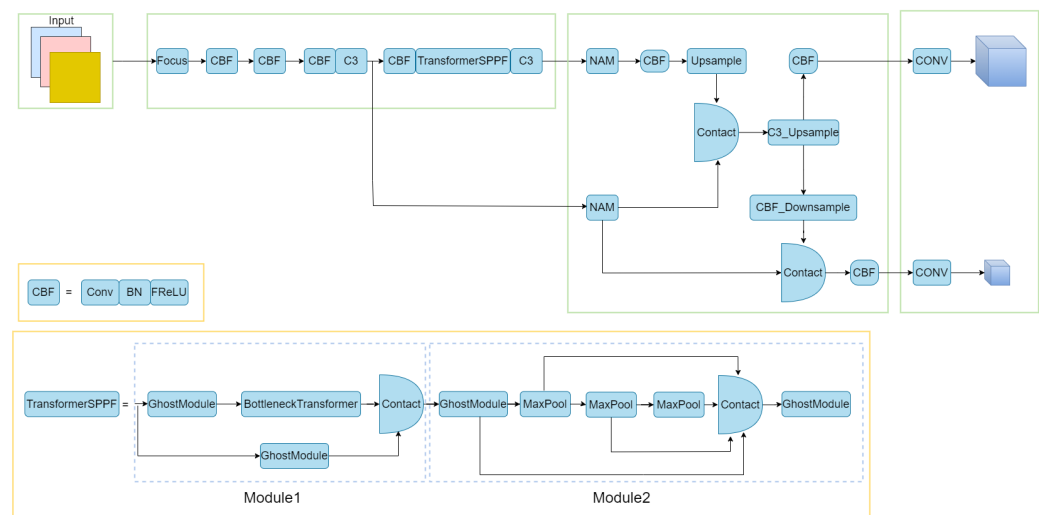 Input
Focus CBF CBF CBF C3 CBF TransformerSPPF C3 NAM CBF Upsample CBF CONV
Contact C3_Upsample
NAM CBF_Downsample
Contact CBF CONV
CBF = Conv BN FReLU
TransformerSPPF = GhostModule BottleneckTransformer Contact GhostModule MaxPool MaxPool MaxPool Contact GhostModule
GhostModule
Module1 Module2